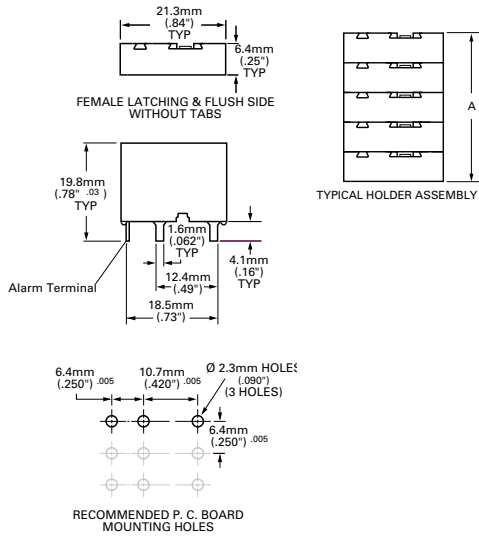 21.3mm
(.84")
TYP
6.4mm
(.25")
TYP
FEMALE LATCHING & FLUSH SIDE
WITHOUT TABS
A
TYPICAL HOLDER ASSEMBLY
19.8mm
(.78" .03 )
TYP
1.6mm
(.062")
TYP
4.1mm
(.16")
TYP
12.4mm
(.49")
Alarm Terminal
18.5mm
(.73")
6.4mm
(.250") .005
10.7mm
(.420") .005
Ø 2.3mm HOLES
(.090")
(3 HOLES)
6.4mm
(.250") .005
RECOMMENDED P. C. BOARD
MOUNTING HOLES